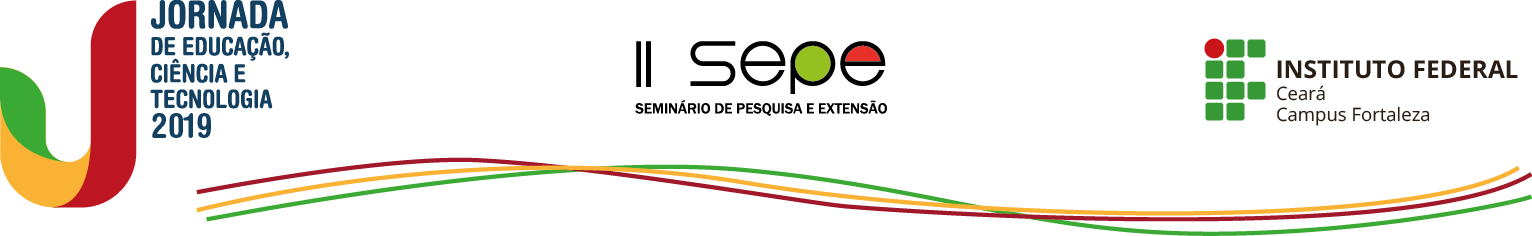 JORNADA
DE EDUCAÇÃO,
CIÊNCIA E
TECNOLOGIA
2019
II sepe
SEMINÁRIO DE PESQUISA E EXTENSÃO
INSTITUTO FEDERAL
Ceará
Campus Fortaleza